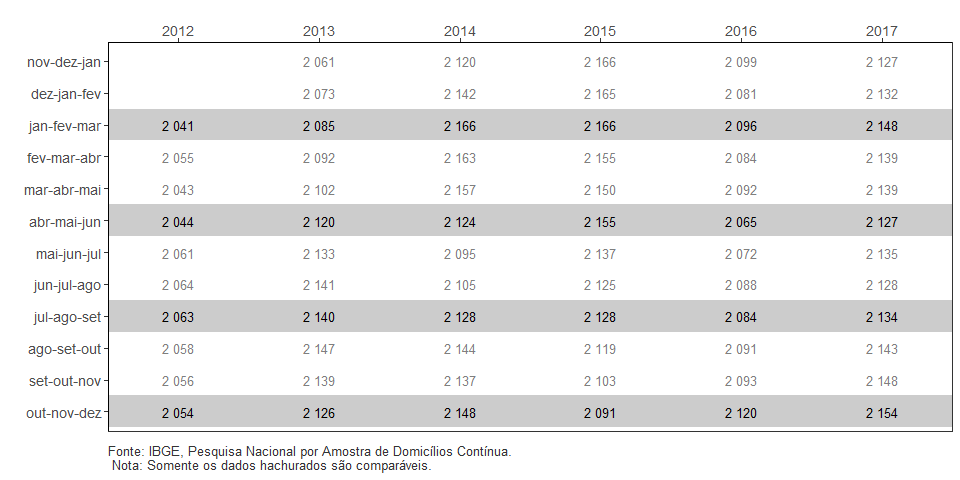 2012 2013 2014 2015 2016 2017
nov-dez-jan 2 061 2 120 2 166 2 099 2 127
dez-jan-fev 2 073 2 142 2 165 2 081 2 132
jan-fev-mar 2 041 2 085 2 166 2 166 2 096 2 148
fev-mar-abr 2 055 2 092 2 163 2 155 2 084 2 139
mar-abr-mai 2 043 2 102 2 157 2 150 2 092 2 139
abr-mai-jun 2 044 2 120 2 124 2 155 2 065 2 127
mai-jun-jul 2 061 2 133 2 095 2 137 2 072 2 135
jun-jul-ago 2 064 2 141 2 105 2 125 2 088 2 128
jul-ago-set 2 063 2 140 2 128 2 128 2 084 2 134
ago-set-out 2 058 2 147 2 144 2 119 2 091 2 143
set-out-nov 2 056 2 139 2 137 2 103 2 093 2 148
out-nov-dez 2 054 2 126 2 148 2 091 2 120 2 154
Fonte: IBGE, Pesquisa Nacional por Amostra de Domicílios Contínua.
Nota: Somente os dados hachurados são comparáveis.